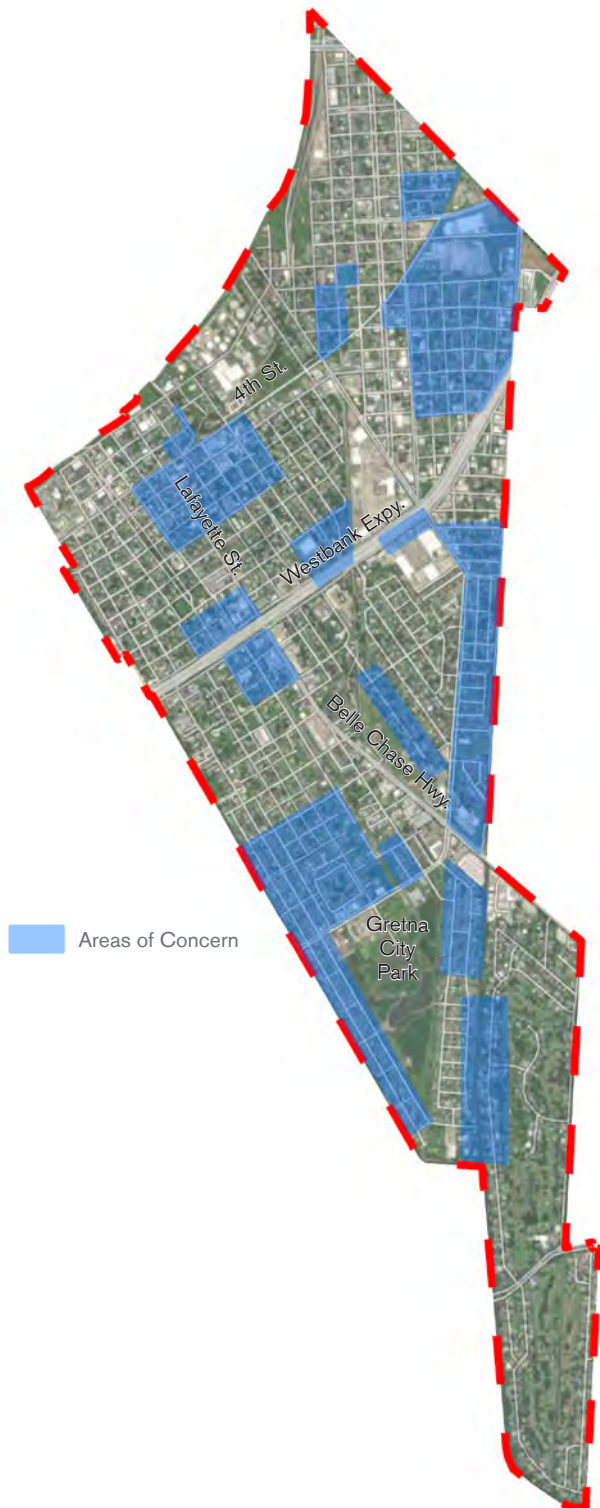 4th St.
Lafayette St.
Westbank Expy.
Belle Chase Hwy.
Gretna
City
Park
Areas of Concern